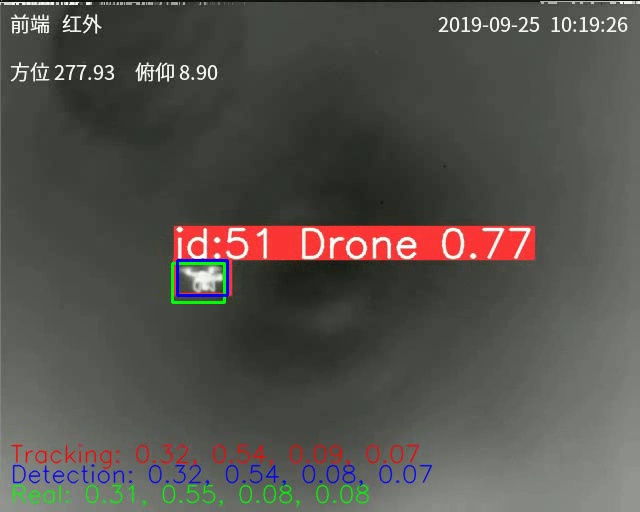 前端 红外 2019-09-25 10:19:26
方位 277.93 俯仰 8.90
id:51 Drone 0.77
Tracking: 0.32, 0.54, 0.09, 0.07
Detection: 0.32, 0.54, 0.08, 0.07
Real: 0.31, 0.55, 0.08, 0.08